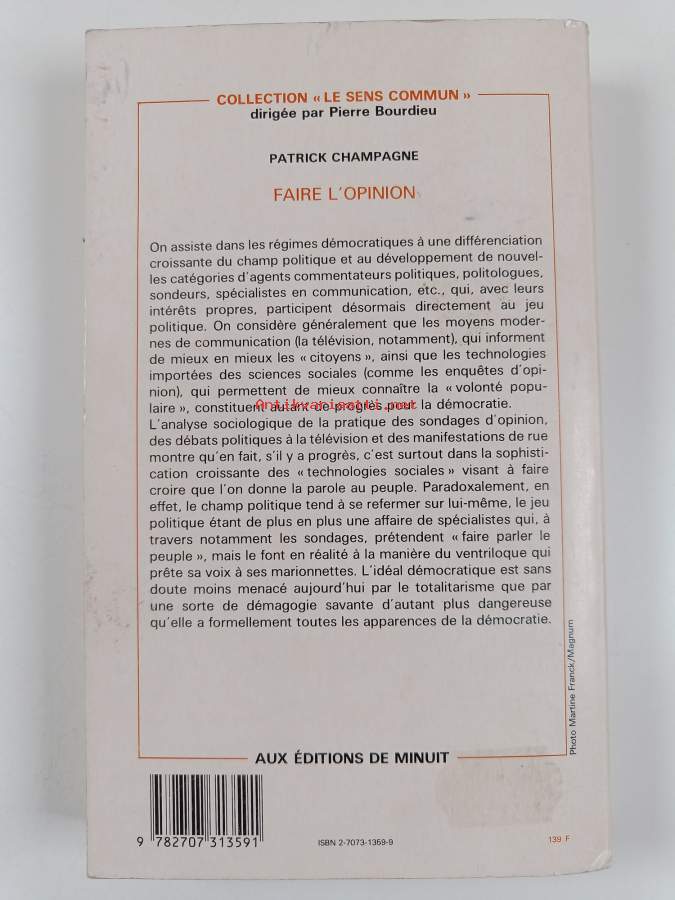 COLLECTION « LE SENS COMMUN »
dirigée par Pierre Bourdieu
PATRICK CHAMPAGNE
FAIRE L'OPINION
On assiste dans les régimes démocratiques à une différenciation
croissante du champ politique et au développement de nouvel-
les catégories d'agents commentateurs politiques, politologues,
sondeurs, spécialistes en communication, etc., qui, avec leurs
intérêts propres, participent désormais directement au jeu
politique. On considère généralement que les moyens moder-
nes de communication (la télévision, notamment), qui informent
de mieux en mieux les « citoyens », ainsi que les technologies
importées des sciences sociales (comme les enquêtes d'opi-
nion), qui permettent de mieux connaître la « volonté popu-
laire », constituent autant de progrès pour la démocratie.
Antikvariaatti.net
L'analyse sociologique de la pratique des sondages d'opinion,
des débats politiques à la télévision et des manifestations de rue
montre qu'en fait, s'il y a progrès, c'est surtout dans la sophisti-
cation croissante des « technologies sociales » visant à faire
croire que l'on donne la parole au peuple. Paradoxalement, en
effet, le champ politique tend à se refermer sur lui-même, le jeu
politique étant de plus en plus une affaire de spécialistes qui, à
travers notamment les sondages, prétendent « faire parler le
peuple », mais le font en réalité à la manière du ventriloque qui
prête sa voix à ses marionnettes. L'idéal démocratique est sans
doute moins menacé aujourd'hui par le totalitarisme que par
une sorte de démagogie savante d'autant plus dangereuse
qu'elle a formellement toutes les apparences de la démocratie.
Photo Martine Franck/Magnum
AUX ÉDITIONS DE MINUIT
9 782707 313591
ISBN 2-7073-1359-9
139 F